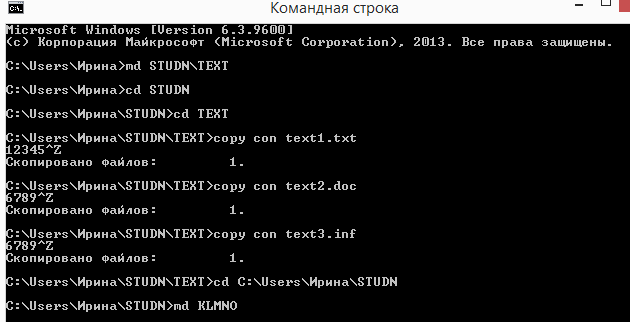 Командная строка
Microsoft Windows [Version 6.3.9600]
(c) Корпорация Майкрософт (Microsoft Corporation), 2013. Все права защищены.
C:\Users\Ирина>md STUDN\TEXT
C:\Users\Ирина>cd STUDN
C:\Users\Ирина\STUDN>cd TEXT
C:\Users\Ирина\STUDN\TEXT>copy con text1.txt
12345^Z
Скопировано файлов: 1.
C:\Users\Ирина\STUDN\TEXT>copy con text2.doc
6789^Z
Скопировано файлов: 1.
C:\Users\Ирина\STUDN\TEXT>copy con text3.inf
6789^Z
Скопировано файлов: 1.
C:\Users\Ирина\STUDN\TEXT>cd C:\Users\Ирина\STUDN
C:\Users\Ирина\STUDN>md KLMNO